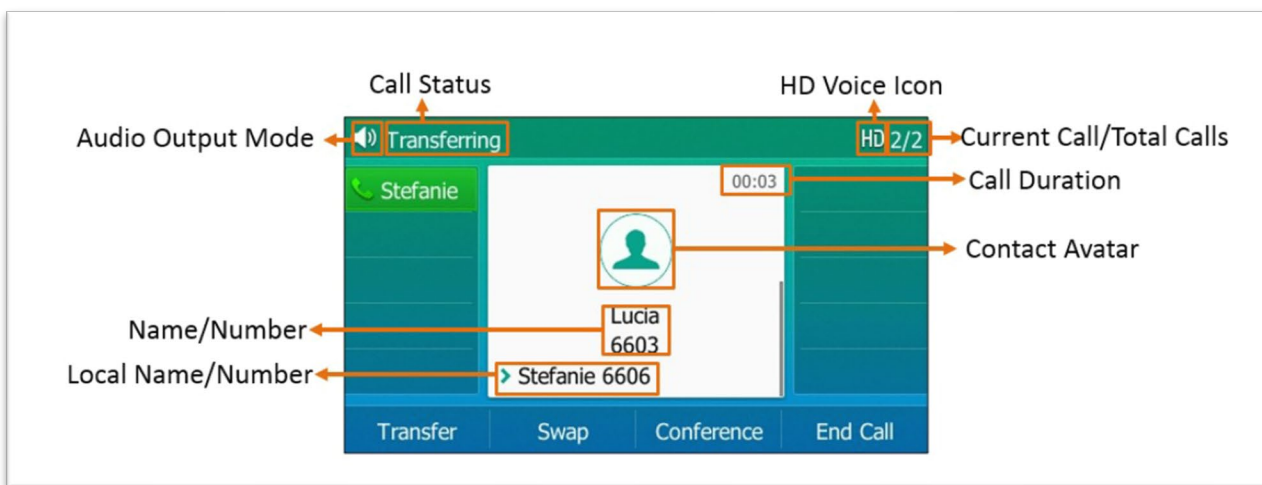 Call Status
HD Voice Icon
Audio Output Mode
Transferring
HD 2/2
Current Call/Total Calls
Stefanie
00:03
Call Duration
Contact Avatar
Name/Number
Lucia
6603
Local Name/Number
> Stefanie 6606
Transfer
Swap
Conference
End Call